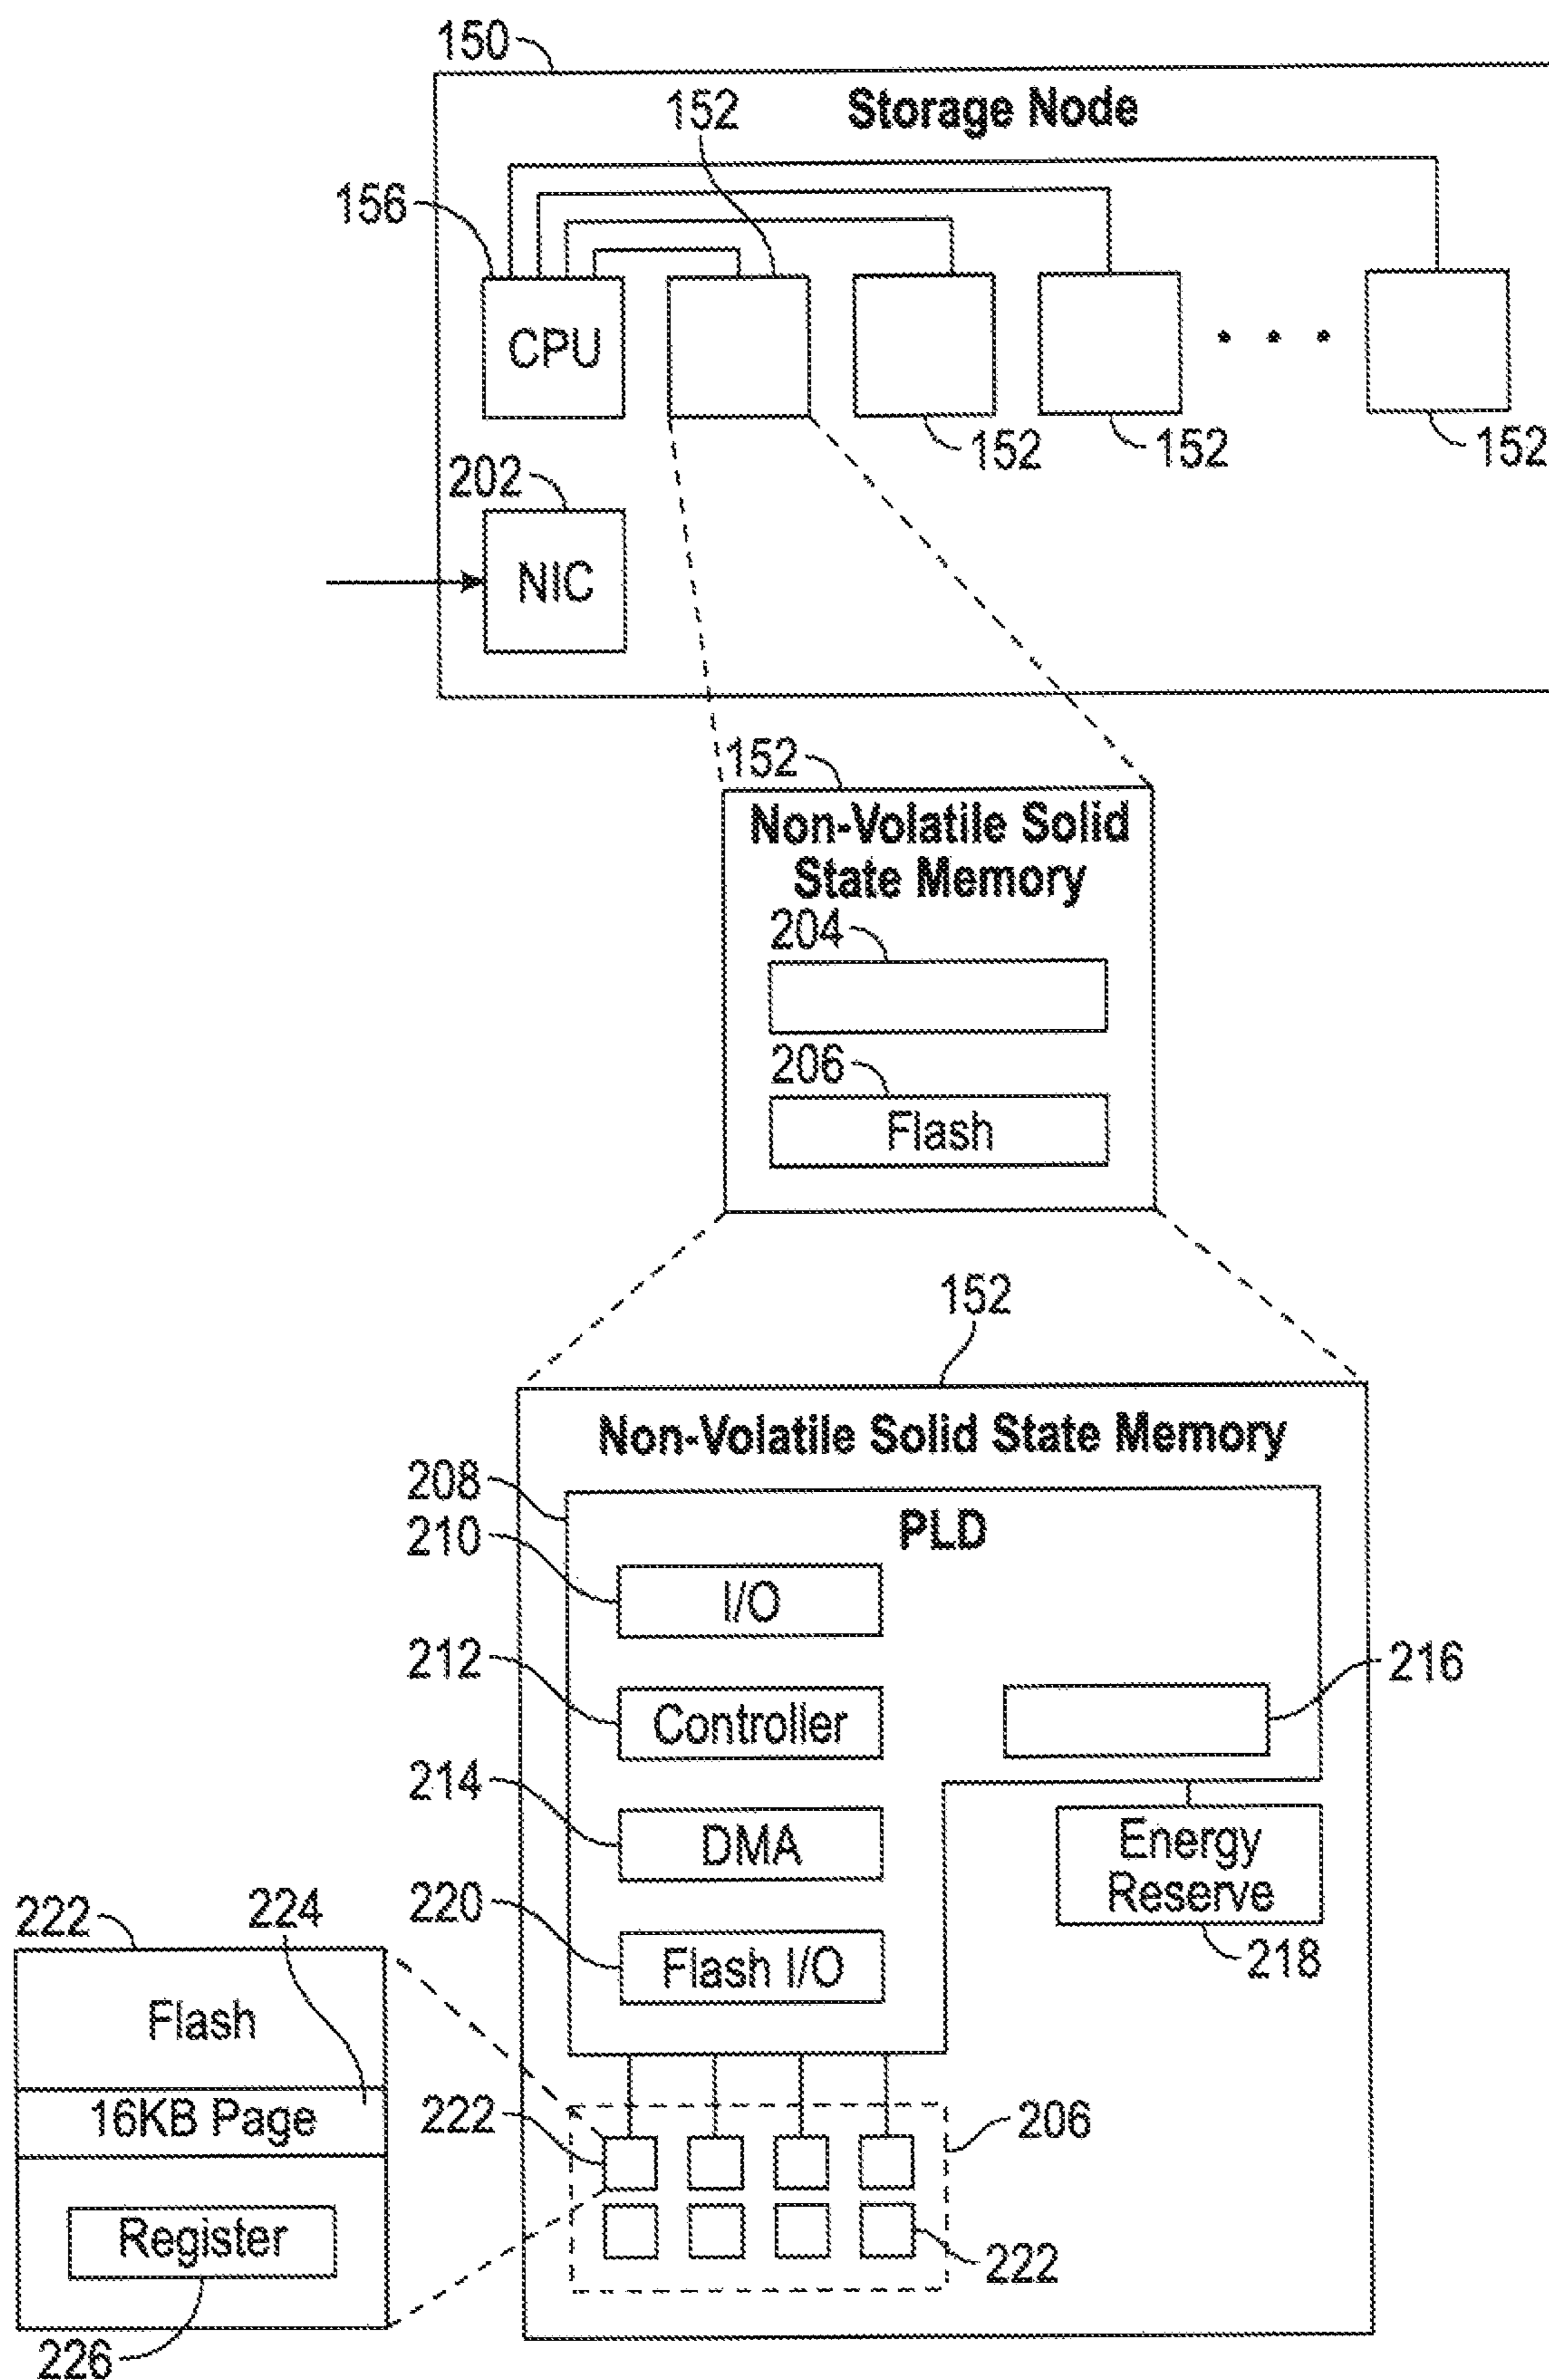 150
Storage Node
152
156
CPU
152
152
152
202
NIC
152
Non-Volatile Solid
State Memory
204
206
Flash
152
Non-Volatile Solid State Memory
208
PLD
210
I/O
212
Controller
216
214
DMA
Energy
Reserve
218
220
Flash I/O
222
224
Flash
16KB Page
Register
226
222
206
222